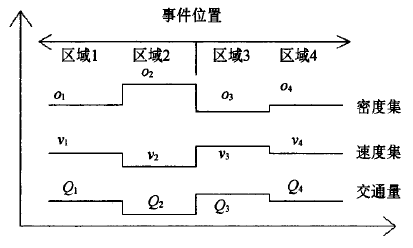 事件位置
区域1 区域2 区域3 区域4
o1 o2 o3 o4 密度集
v1 v2 v3 v4 速度集
Q1 Q2 Q3 Q4 交通量